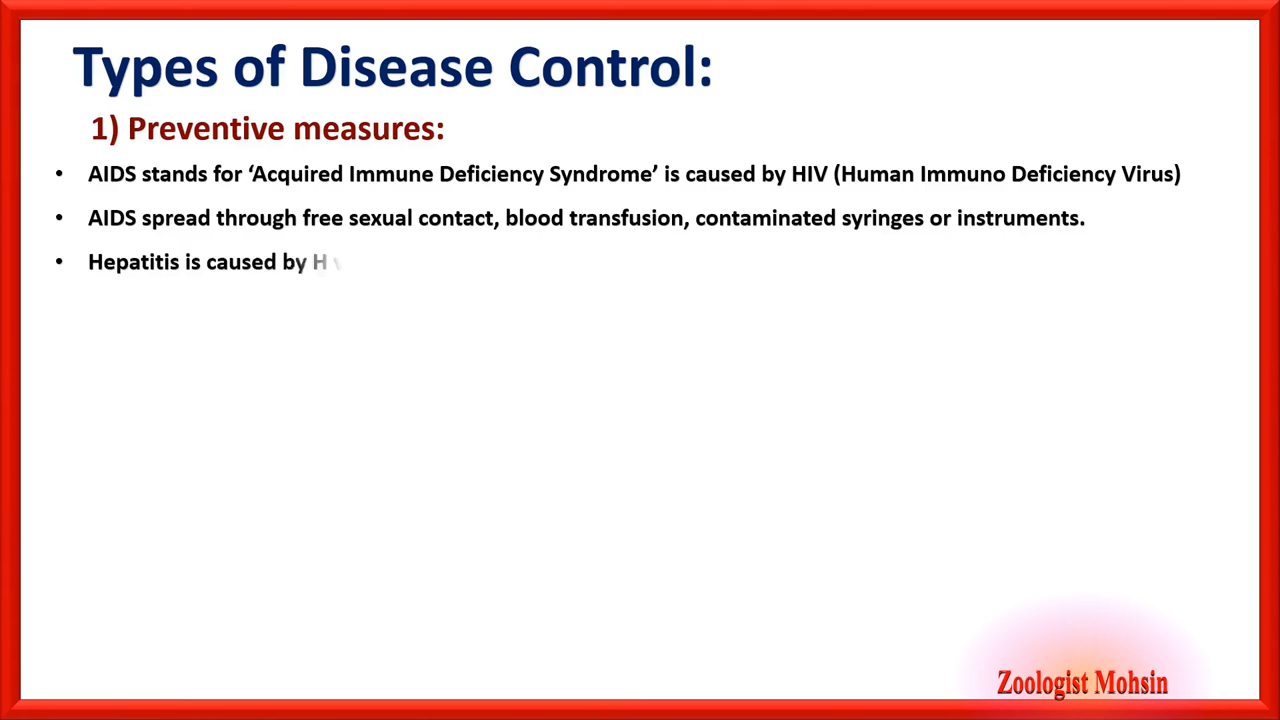 Types of Disease Control:
1) Preventive measures:
• AIDS stands for ‘Acquired Immune Deficiency Syndrome’ is caused by HIV (Human Immuno Deficiency Virus)
• AIDS spread through free sexual contact, blood transfusion, contaminated syringes or instruments.
• Hepatitis is caused by H
Zoologist Mohsin